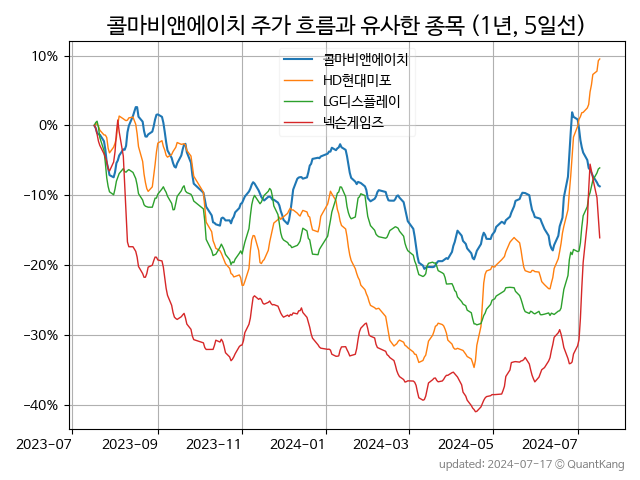 콜마비앤에이치 주가 흐름과 유사한 종목 (1년, 5일선)
콜마비앤에이치
HD현대미포
LG디스플레이
넥슨게임즈
10%
0%
−10%
−20%
−30%
−40%
2023-07 2023-09 2023-11 2024-01 2024-03 2024-05 2024-07
updated: 2024-07-17 © QuantKang